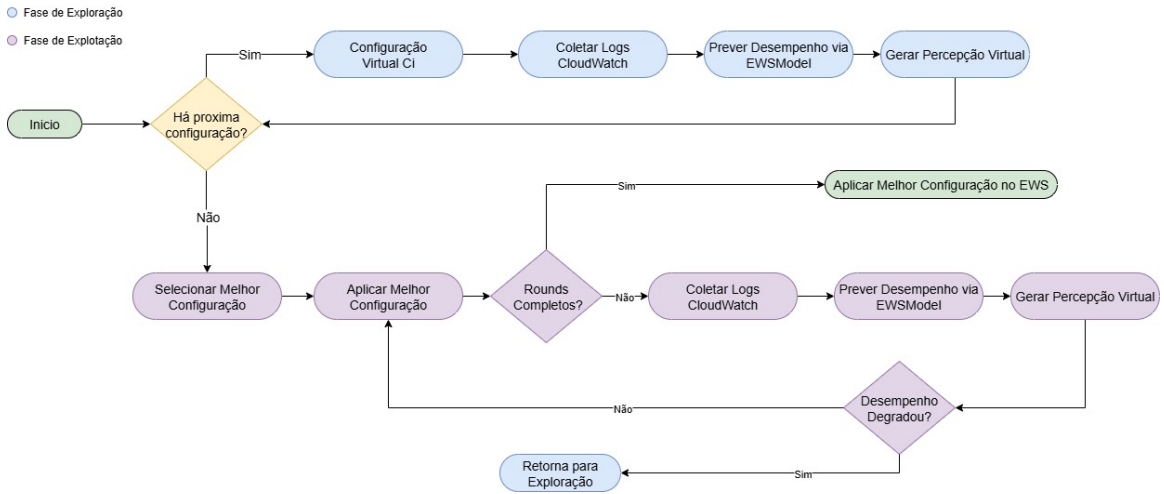 Fase de Exploração
Fase de Explotação
Sim
Configuração
Virtual Ci
Coletar Logs
CloudWatch
Prever Desempenho via
EWSModel
Gerar Percepção Virtual
Inicio
Há proxima
configuração?
Não
Sim
Aplicar Melhor Configuração no EWS
Selecionar Melhor
Configuração
Aplicar Melhor
Configuração
Rounds
Completos?
Não
Coletar Logs
CloudWatch
Prever Desempenho via
EWSModel
Gerar Percepção Virtual
Não
Desempenho
Degradou?
Sim
Retorna para
Exploração